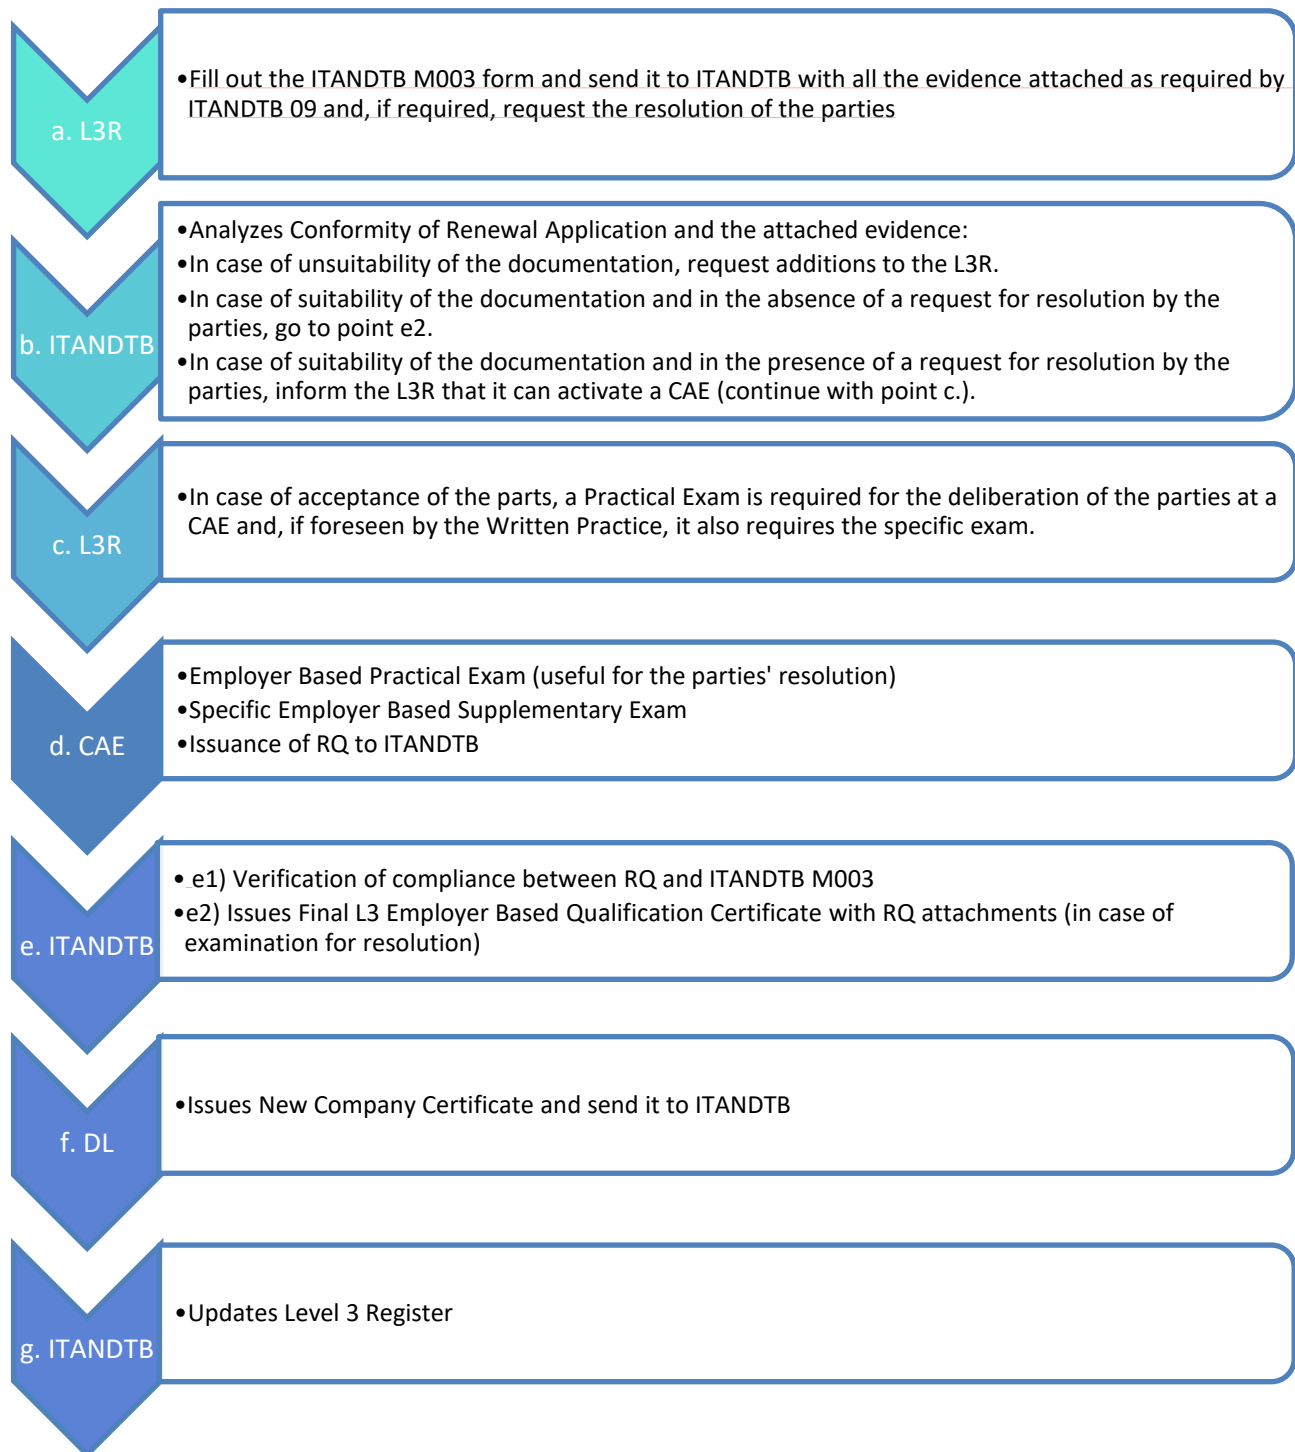 a. L3R
•Fill out the ITANDTB M003 form and send it to ITANDTB with all the evidence attached as required by
ITANDTB 09 and, if required, request the resolution of the parties
b. ITANDTB
•Analyzes Conformity of Renewal Application and the attached evidence:
•In case of unsuitability of the documentation, request additions to the L3R.
•In case of suitability of the documentation and in the absence of a request for resolution by the
parties, go to point e2.
•In case of suitability of the documentation and in the presence of a request for resolution by the
parties, inform the L3R that it can activate a CAE (continue with point c.).
c. L3R
•In case of acceptance of the parts, a Practical Exam is required for the deliberation of the parties at a
CAE and, if foreseen by the Written Practice, it also requires the specific exam.
d. CAE
•Employer Based Practical Exam (useful for the parties' resolution)
•Specific Employer Based Supplementary Exam
•Issuance of RQ to ITANDTB
e. ITANDTB
• e1) Verification of compliance between RQ and ITANDTB M003
•e2) Issues Final L3 Employer Based Qualification Certificate with RQ attachments (in case of
examination for resolution)
f. DL
•Issues New Company Certificate and send it to ITANDTB
g. ITANDTB
•Updates Level 3 Register